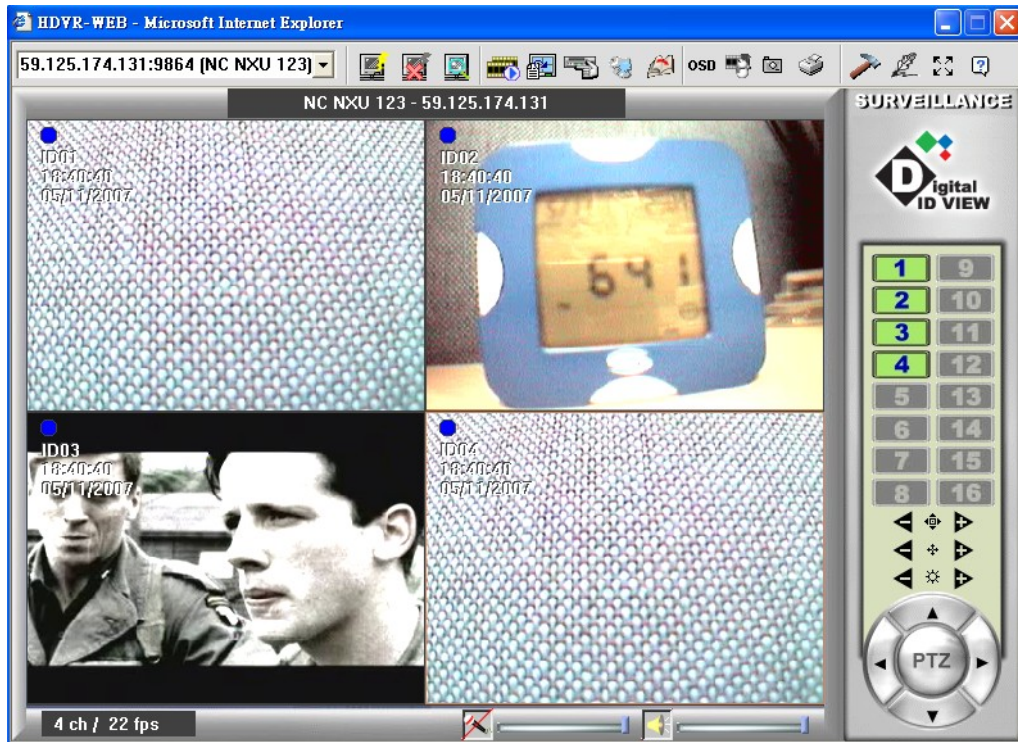 HDVR-WEB - Microsoft Internet Explorer
59.125.174.131:9864 (NC NXU 123)
OSD
NC NXU 123 - 59.125.174.131
SURVEILLANCE
Digital
ID VIEW
ID01
18:40:40
05/11/2007
ID02
18:40:40
05/11/2007
641
ID03
18:40:40
05/11/2007
ID04
18:40:40
05/11/2007
1 9
2 10
3 11
4 12
5 13
6 14
7 15
8 16
PTZ
4 ch / 22 fps